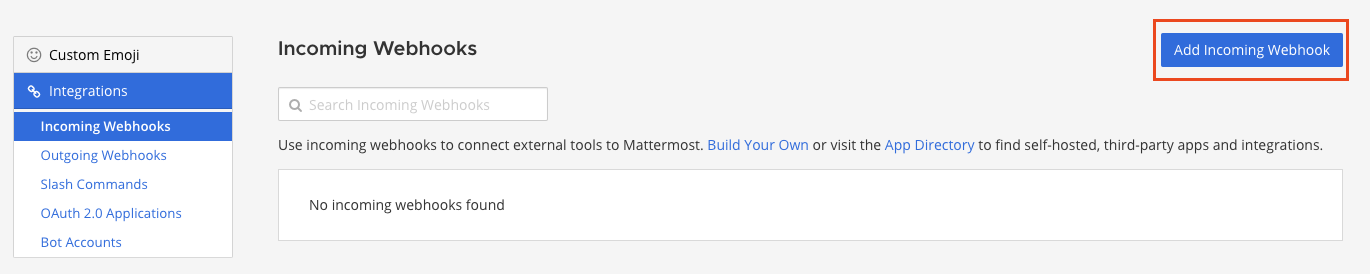 Custom Emoji
Integrations
Incoming Webhooks
Outgoing Webhooks
Slash Commands
OAuth 2.0 Applications
Bot Accounts
Incoming Webhooks
Add Incoming Webhook
Search Incoming Webhooks
Use incoming webhooks to connect external tools to Mattermost. Build Your Own or visit the App Directory to find self-hosted, third-party apps and integrations.
No incoming webhooks found